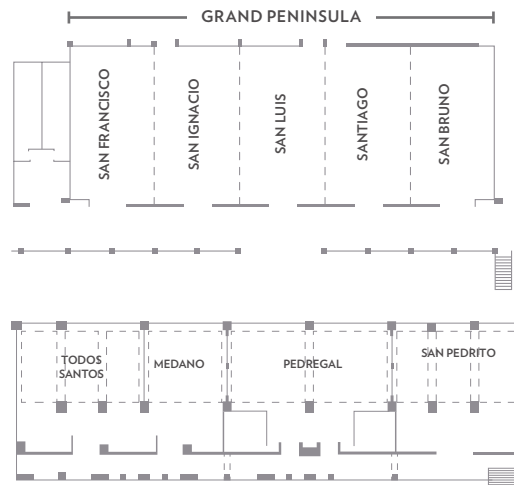 GRAND PENINSULA
SAN FRANCISCO
SAN IGNACIO
SAN LUIS
SANTIAGO
SAN BRUNO
TODOS
SANTOS
MEDANO
PEDREGAL
SAN PEDRITO